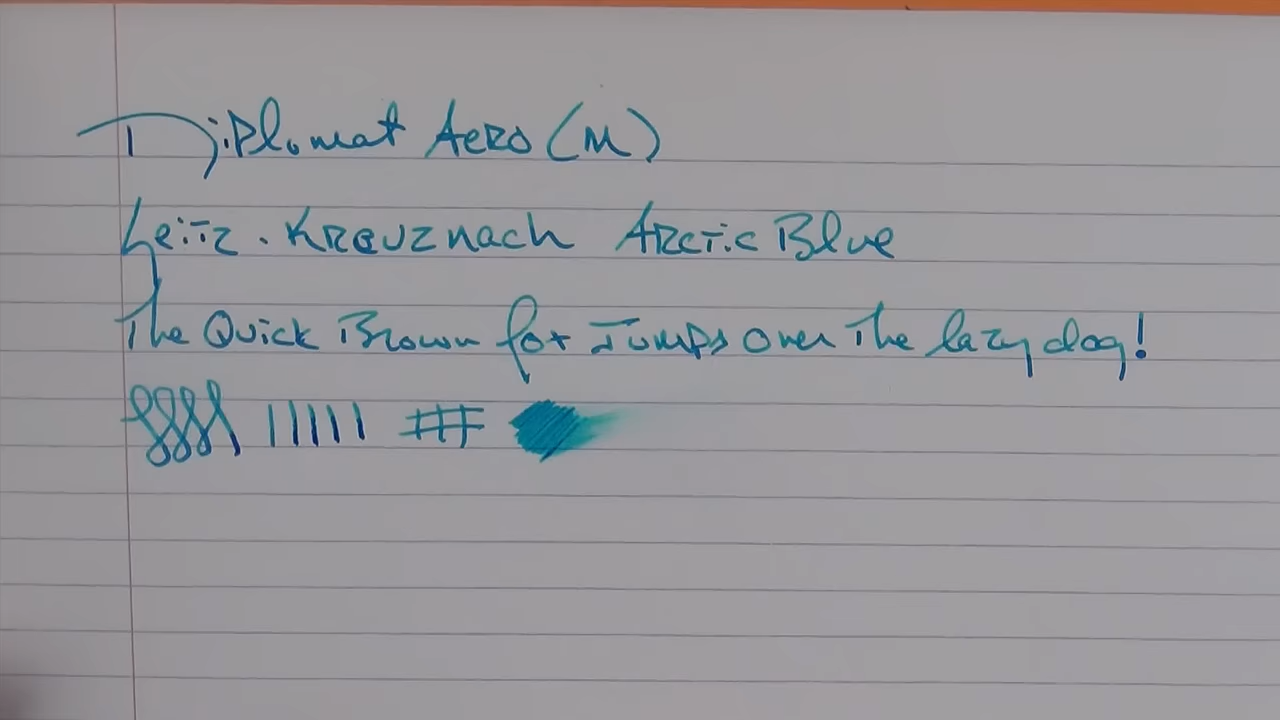 Diplomat Aero (M)
Leitz. Kreuznach Arctic Blue
The Quick Brown fox Jumps over The lazy dog!